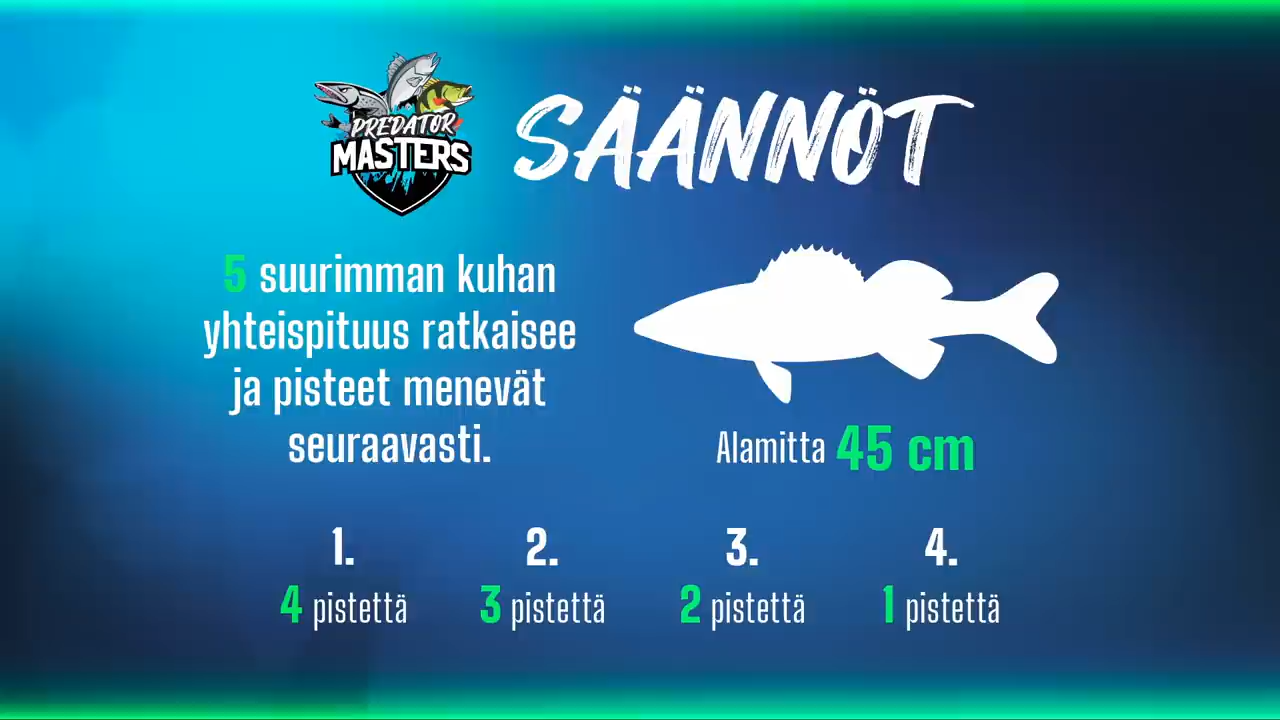 PREDATOR
MASTERS
SÄÄNNÖT
5 suurimman kuhan
yhteispituus ratkaisee
ja pisteet menevät
seuraavasti.
Alamitta 45 cm
1. 2. 3. 4.
4 pistettä 3 pistettä 2 pistettä 1 pistettä